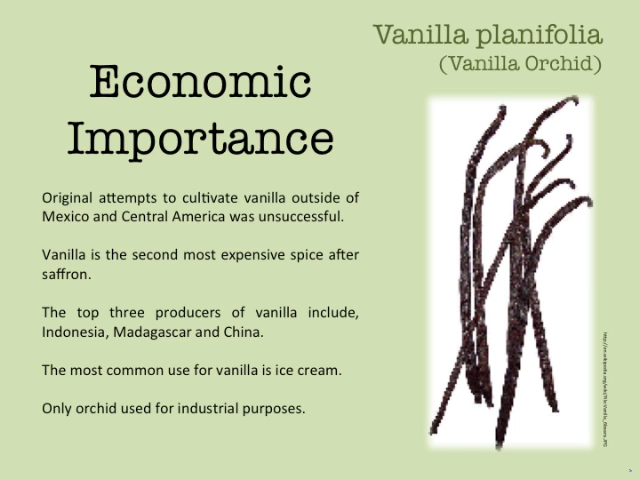 Vanilla planifolia
(Vanilla Orchid)
Economic
Importance
Original attempts to cultivate vanilla outside of
Mexico and Central America was unsuccessful.
Vanilla is the second most expensive spice after
saffron.
The top three producers of vanilla include,
Indonesia, Madagascar and China.
The most common use for vanilla is ice cream.
Only orchid used for industrial purposes.